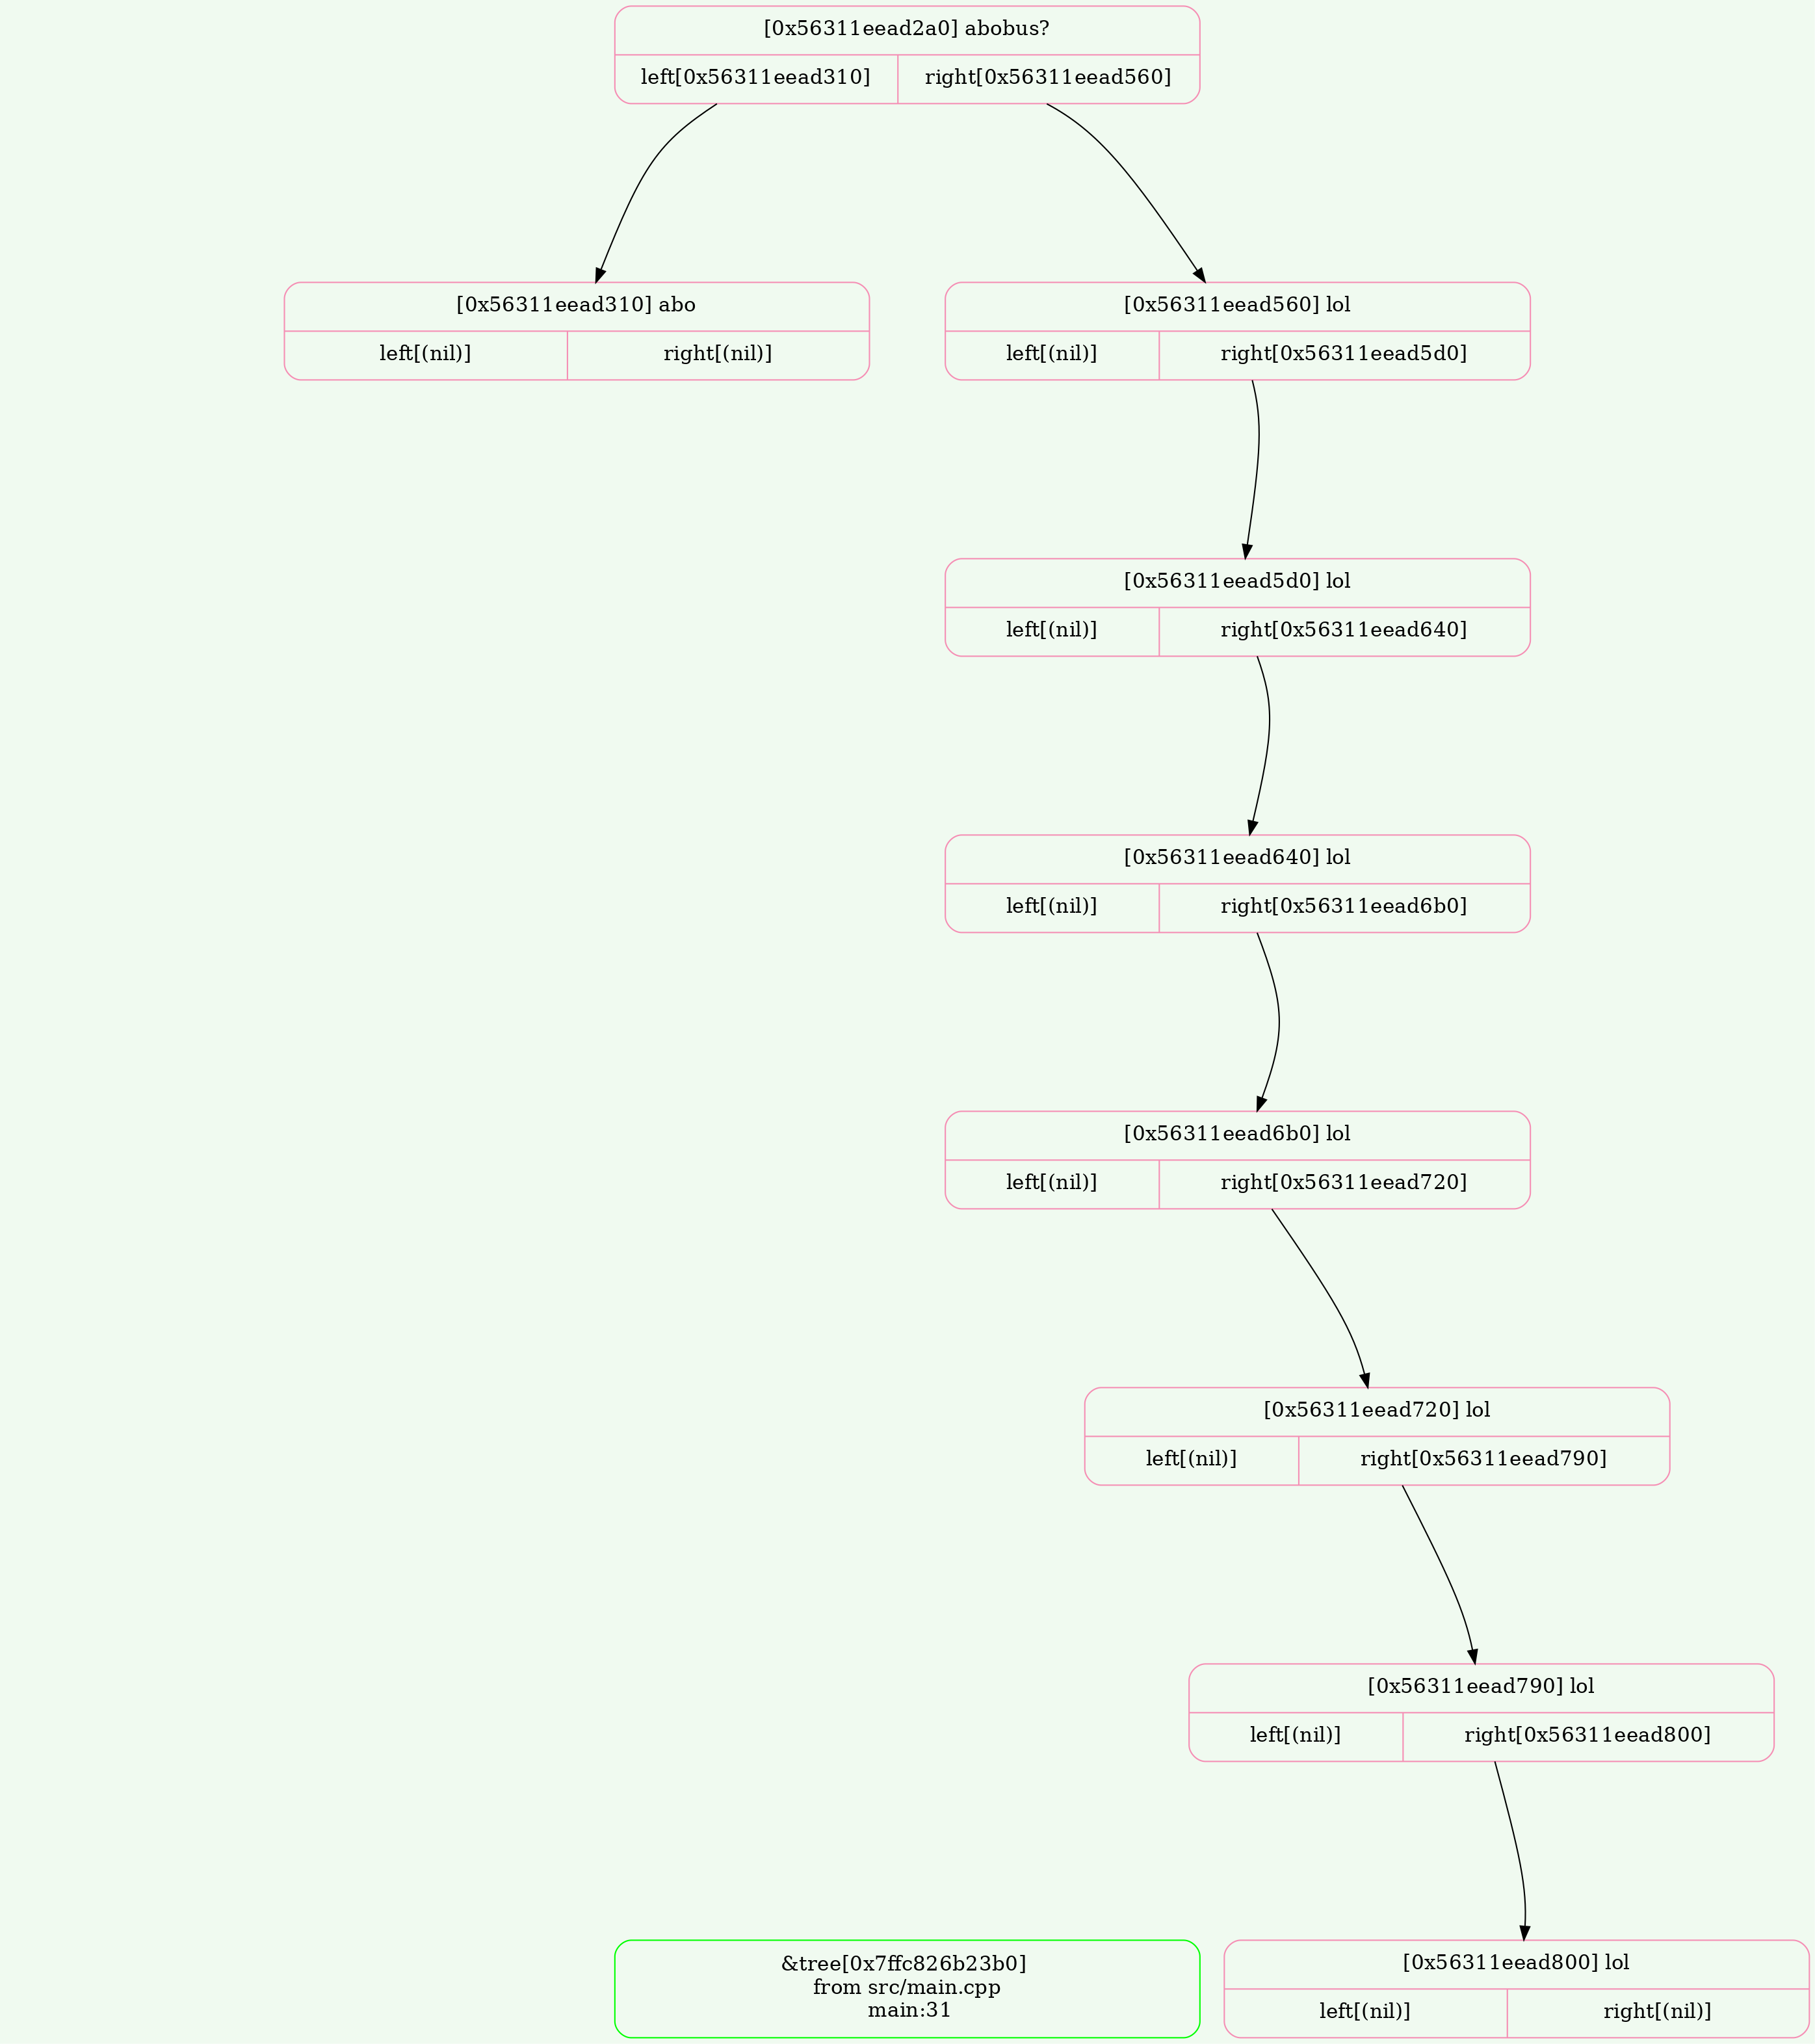 [0x56311eead2a0] abobus?
left[0x56311eead310] right[0x56311eead560]
[0x56311eead310] abo
left[(nil)] right[(nil)]
[0x56311eead560] lol
left[(nil)] right[0x56311eead5d0]
[0x56311eead5d0] lol
left[(nil)] right[0x56311eead640]
[0x56311eead640] lol
left[(nil)] right[0x56311eead6b0]
[0x56311eead6b0] lol
left[(nil)] right[0x56311eead720]
[0x56311eead720] lol
left[(nil)] right[0x56311eead790]
[0x56311eead790] lol
left[(nil)] right[0x56311eead800]
&tree[0x7ffc826b23b0]
from src/main.cpp
main:31
[0x56311eead800] lol
left[(nil)] right[(nil)]